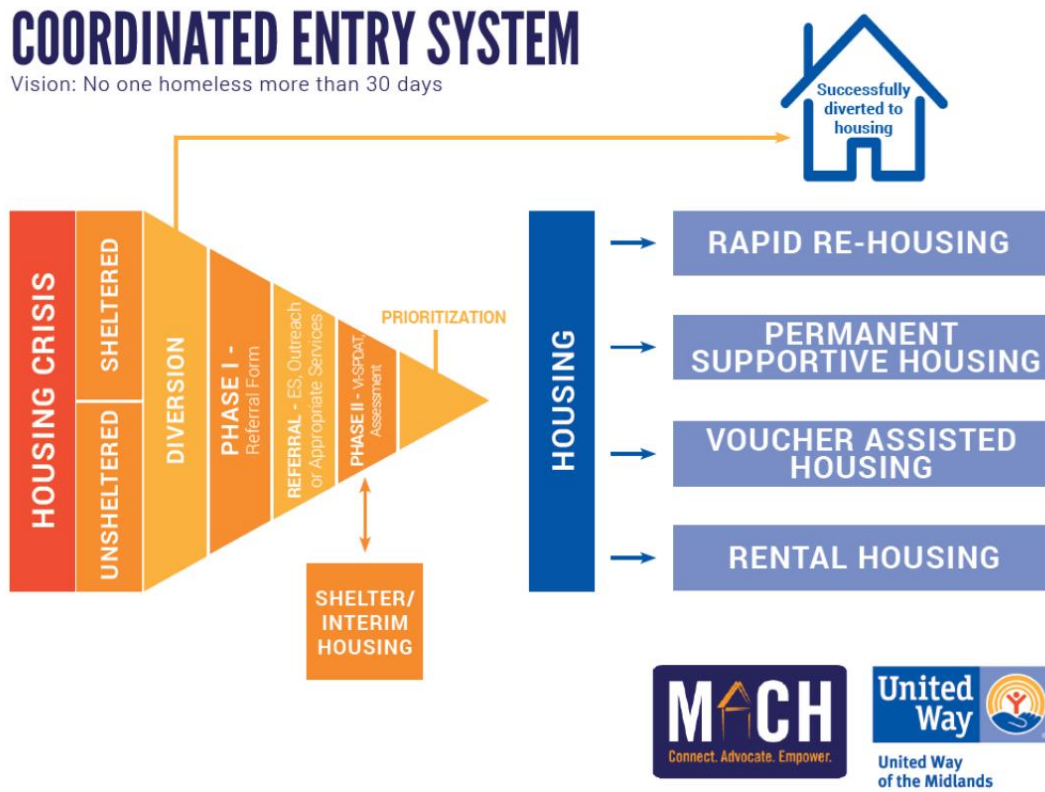 COORDINATED ENTRY SYSTEM
Vision: No one homeless more than 30 days
Successfully
diverted to
housing
HOUSING CRISIS
SHELTERED
UNSHELTERED
DIVERSION
PHASE I -
Referral Form
REFERRAL - ES, Outreach
or Appropriate Services
PHASE II - VI-SPDAT,
Assessment
PRIORITIZATION
SHELTER/
INTERIM
HOUSING
HOUSING
RAPID RE-HOUSING
PERMANENT
SUPPORTIVE HOUSING
VOUCHER ASSISTED
HOUSING
RENTAL HOUSING
MACH
Connect. Advocate. Empower.
United
Way
United Way
of the Midlands